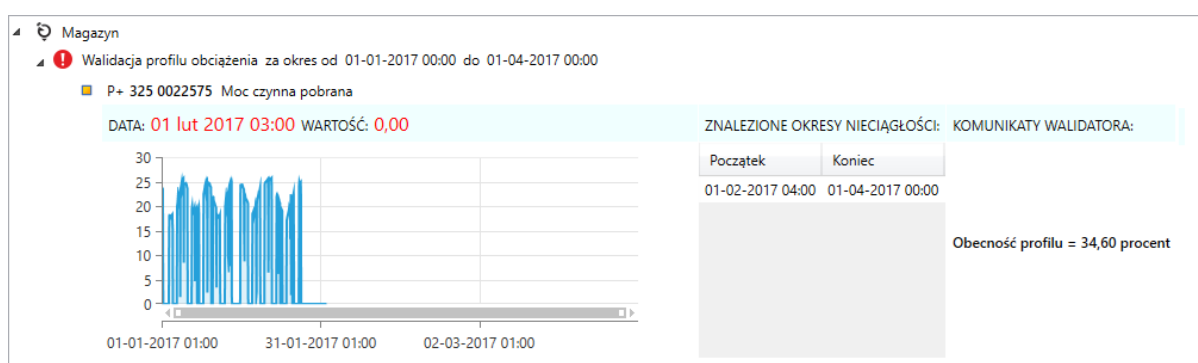 Magazyn
Walidacja profilu obciążenia za okres od 01-01-2017 00:00 do 01-04-2017 00:00
P+ 325 0022575 Moc czynna pobrana
DATA: 01 lut 2017 03:00 WARTOŚĆ: 0,00
ZNALEZIONE OKRESY NIECIĄGŁOŚCI:
KOMUNIKATY WALIDATORA:
30
25
20
15
10
5
0
01-01-2017 01:00 31-01-2017 01:00 02-03-2017 01:00
Początek Koniec
01-02-2017 04:00 01-04-2017 00:00
Obecność profilu = 34,60 procent